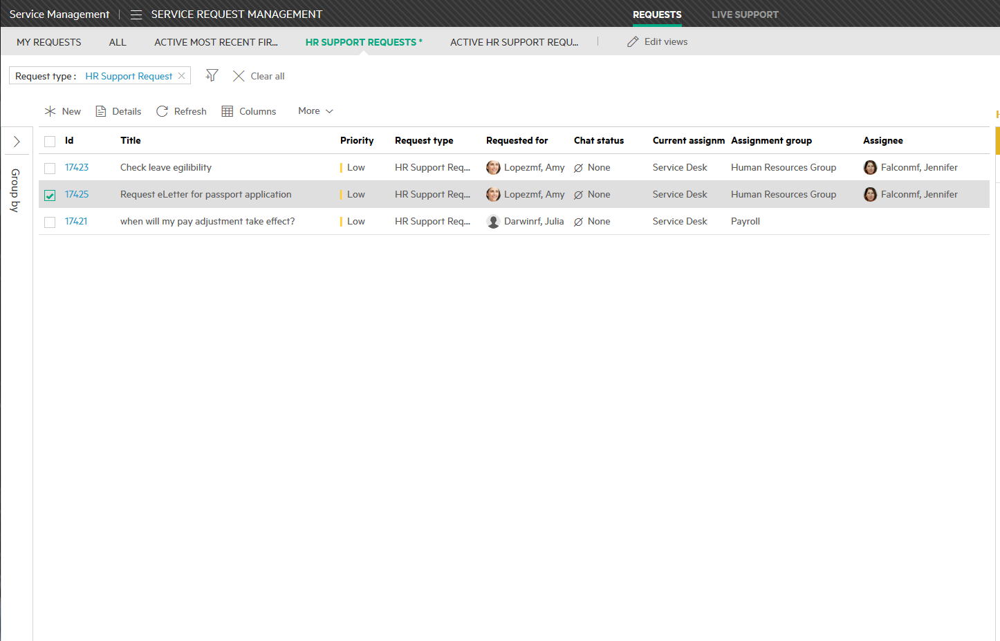 Service Management SERVICE REQUEST MANAGEMENT REQUESTS LIVE SUPPORT
MY REQUESTS ALL ACTIVE MOST RECENT FIR... HR SUPPORT REQUESTS * ACTIVE HR SUPPORT REQU... Edit views
Request type : HR Support Request Clear all
New Details Refresh Columns More
Group by
Id Title Priority Request type Requested for Chat status Current assignm Assignment group Assignee
17423 Check leave egilibility Low HR Support Req... Lopezmf, Amy None Service Desk Human Resources Group Falconmf, Jennifer
17425 Request eLetter for passport application Low HR Support Req... Lopezmf, Amy None Service Desk Human Resources Group Falconmf, Jennifer
17421 when will my pay adjustment take effect? Low HR Support Req... Darwinrf, Julia None Service Desk Payroll